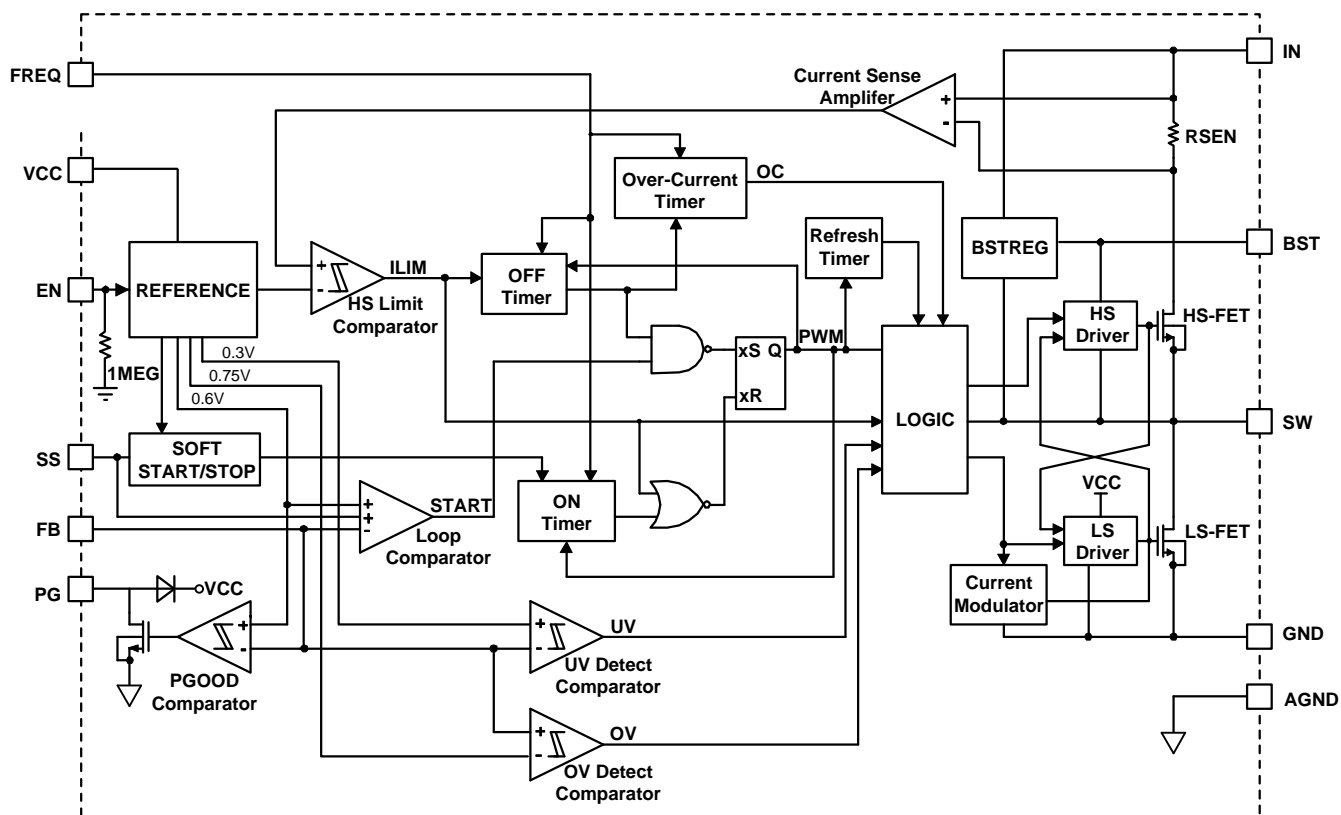 IN
FREQ
Current Sense
Amplifer
+
-
RSEN
VCC
Over-Current
Timer
OC
Refresh
Timer
BSTREG
BST
EN
REFERENCE
+
-
ILIM
HS Limit
Comparator
OFF
Timer
HS
Driver
HS-FET
1MEG
0.3V
0.75V
0.6V
xS Q
xR
PWM
LOGIC
SW
SS
SOFT
START/STOP
+
+
-
START
Loop
Comparator
ON
Timer
VCC
LS
Driver
LS-FET
FB
PG
VCC
+
-
PGOOD
Comparator
+
-
UV
UV Detect
Comparator
Current
Modulator
GND
AGND
+
-
OV
OV Detect
Comparator